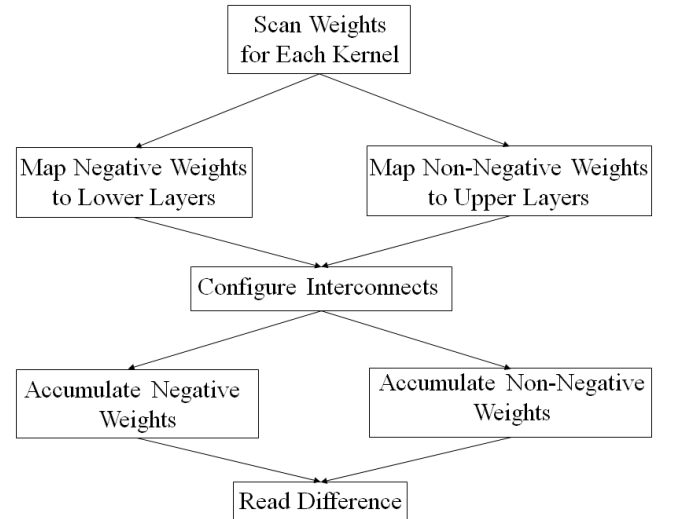 Scan Weights
for Each Kernel
Map Negative Weights
to Lower Layers
Map Non-Negative Weights
to Upper Layers
Configure Interconnects
Accumulate Negative
Weights
Accumulate Non-Negative
Weights
Read Difference